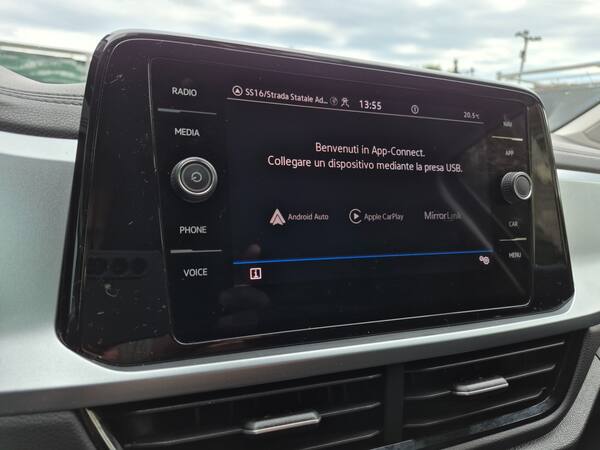 RADIO
MEDIA
PHONE
VOICE
SS16/Strada Statale Ad...
13:55
20.5°C
Benvenuti in App-Connect.
Collegare un dispositivo mediante la presa USB.
Android Auto
Apple CarPlay
MirrorLink
NAV
APP
CAR
MENU